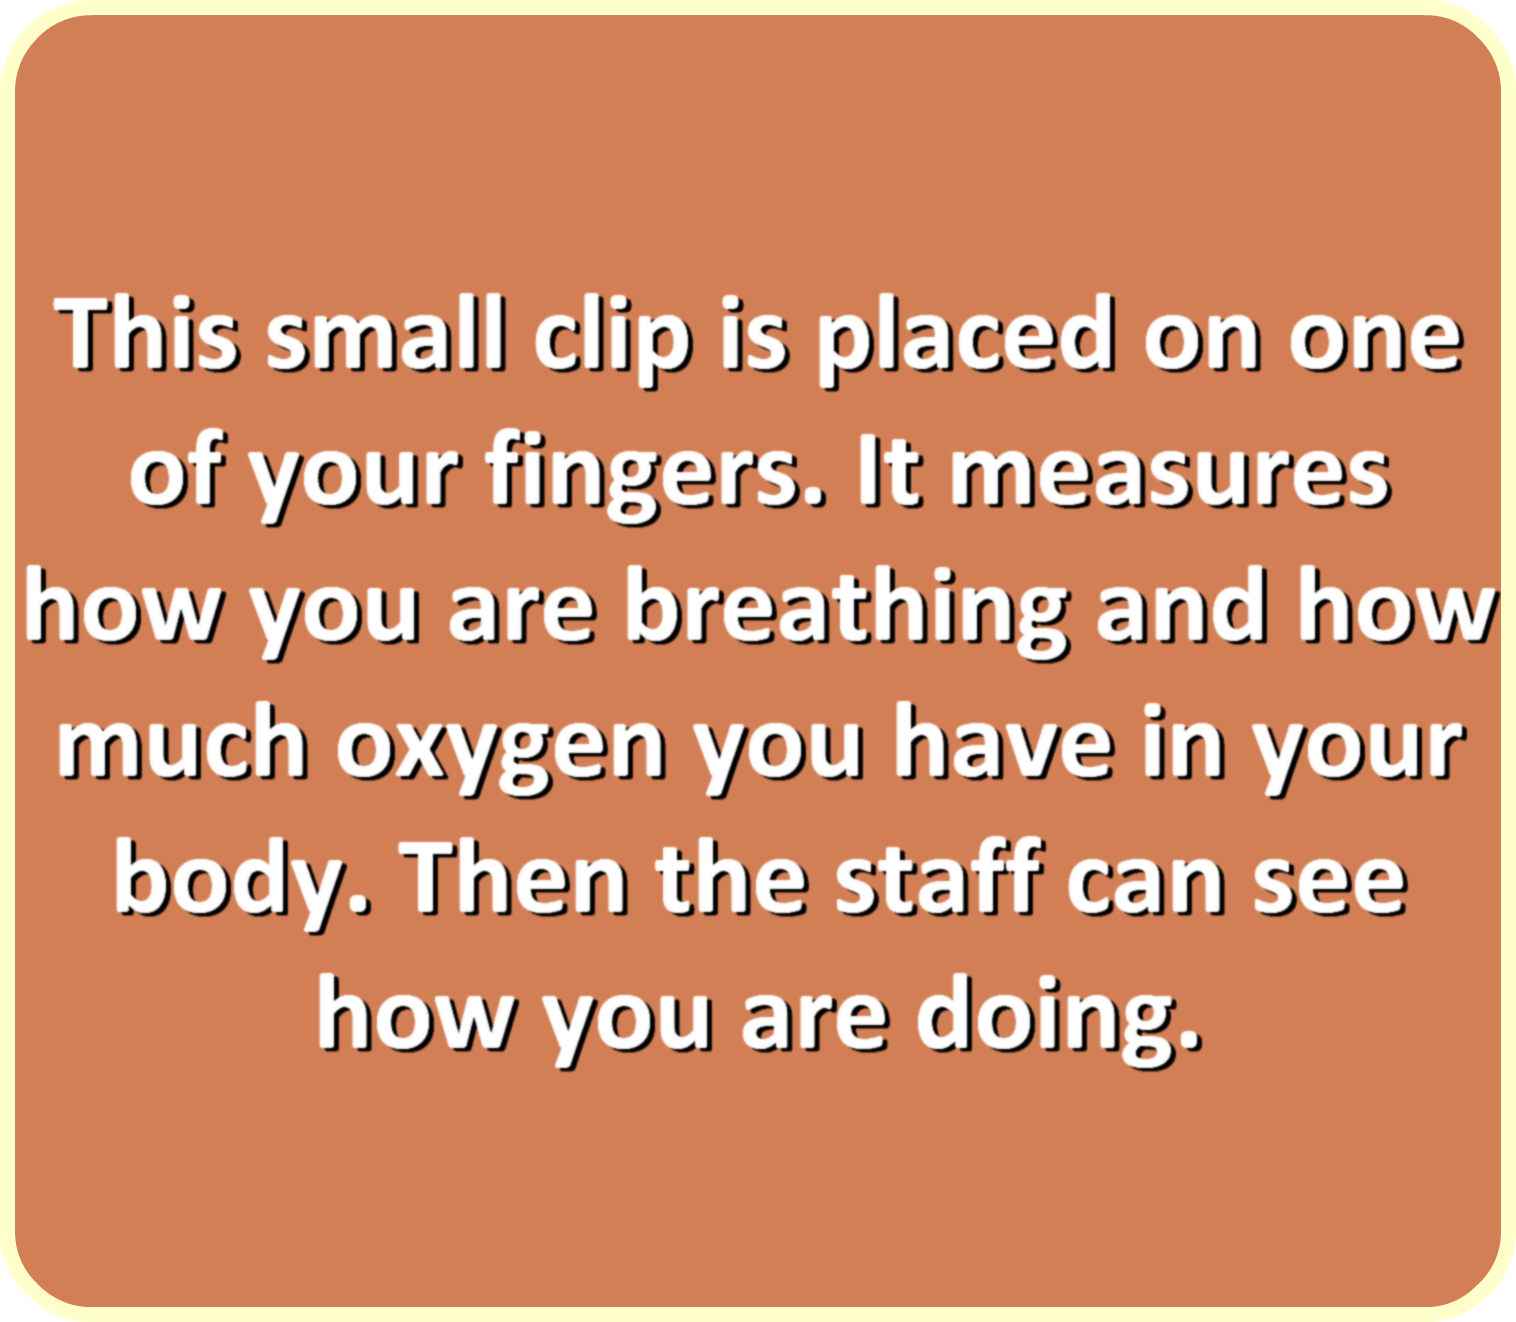 This small clip is placed on one
of your fingers. It measures
how you are breathing and how
much oxygen you have in your
body. Then the staff can see
how you are doing.